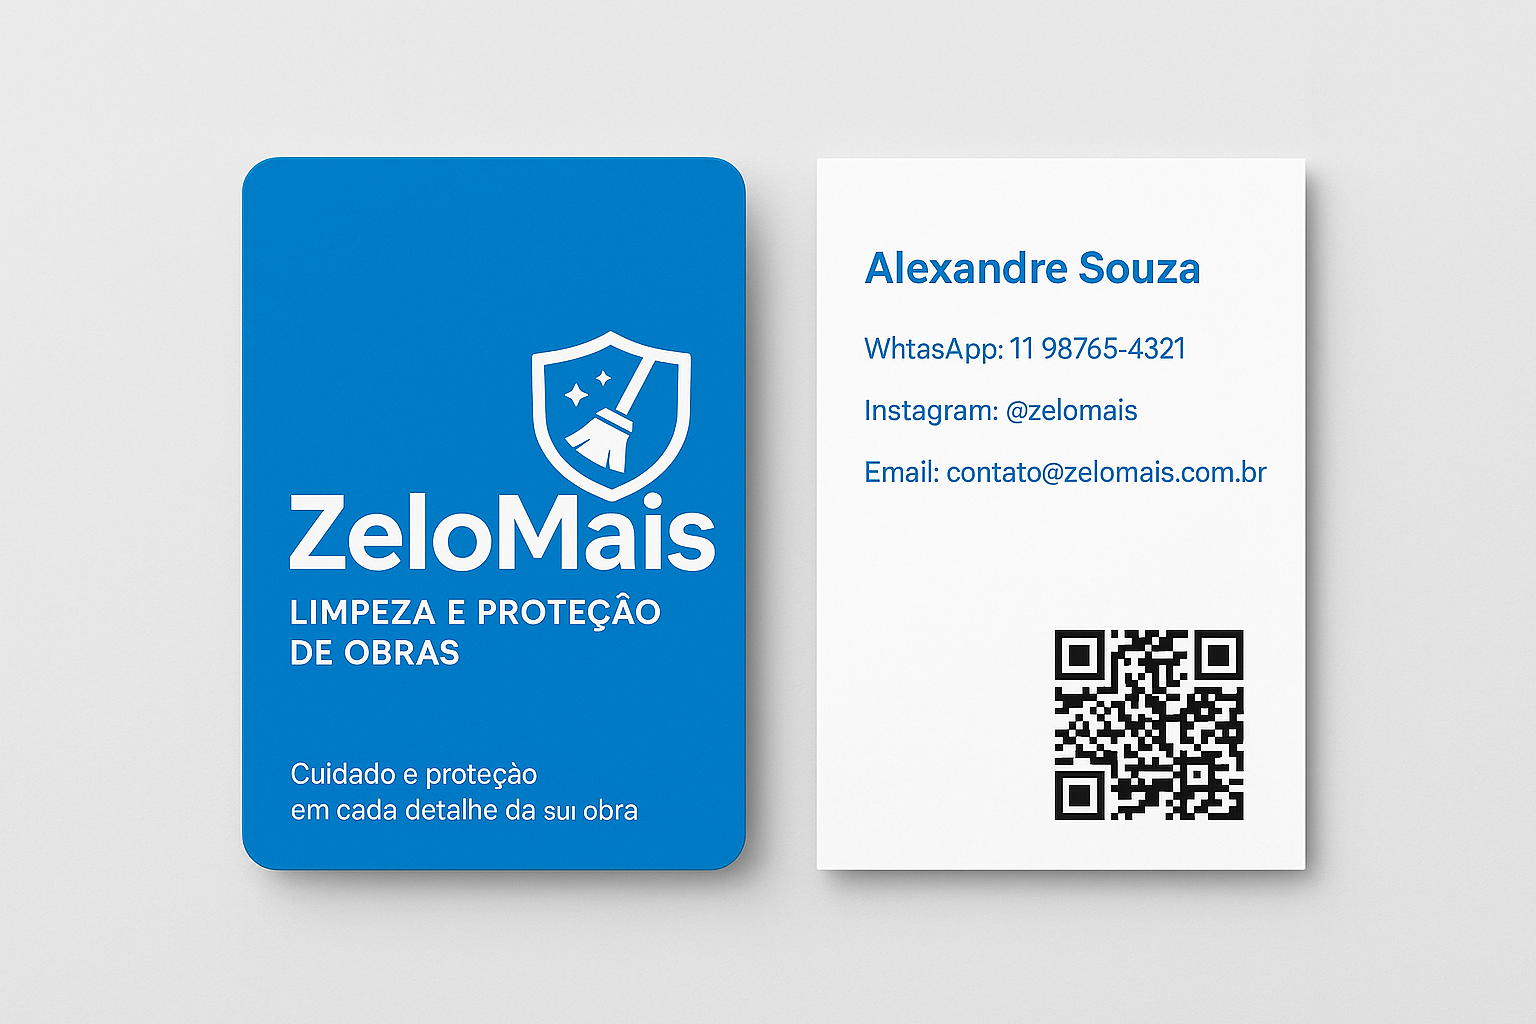 ZeloMais
LIMPEZA E PROTEÇÂO
DE OBRAS
Cuidado e proteçào
em cada detalhe da sui obra
Alexandre Souza
WhtasApp: 11 98765-4321
Instagram: @zelomais
Email: contato@zelomais.com.br